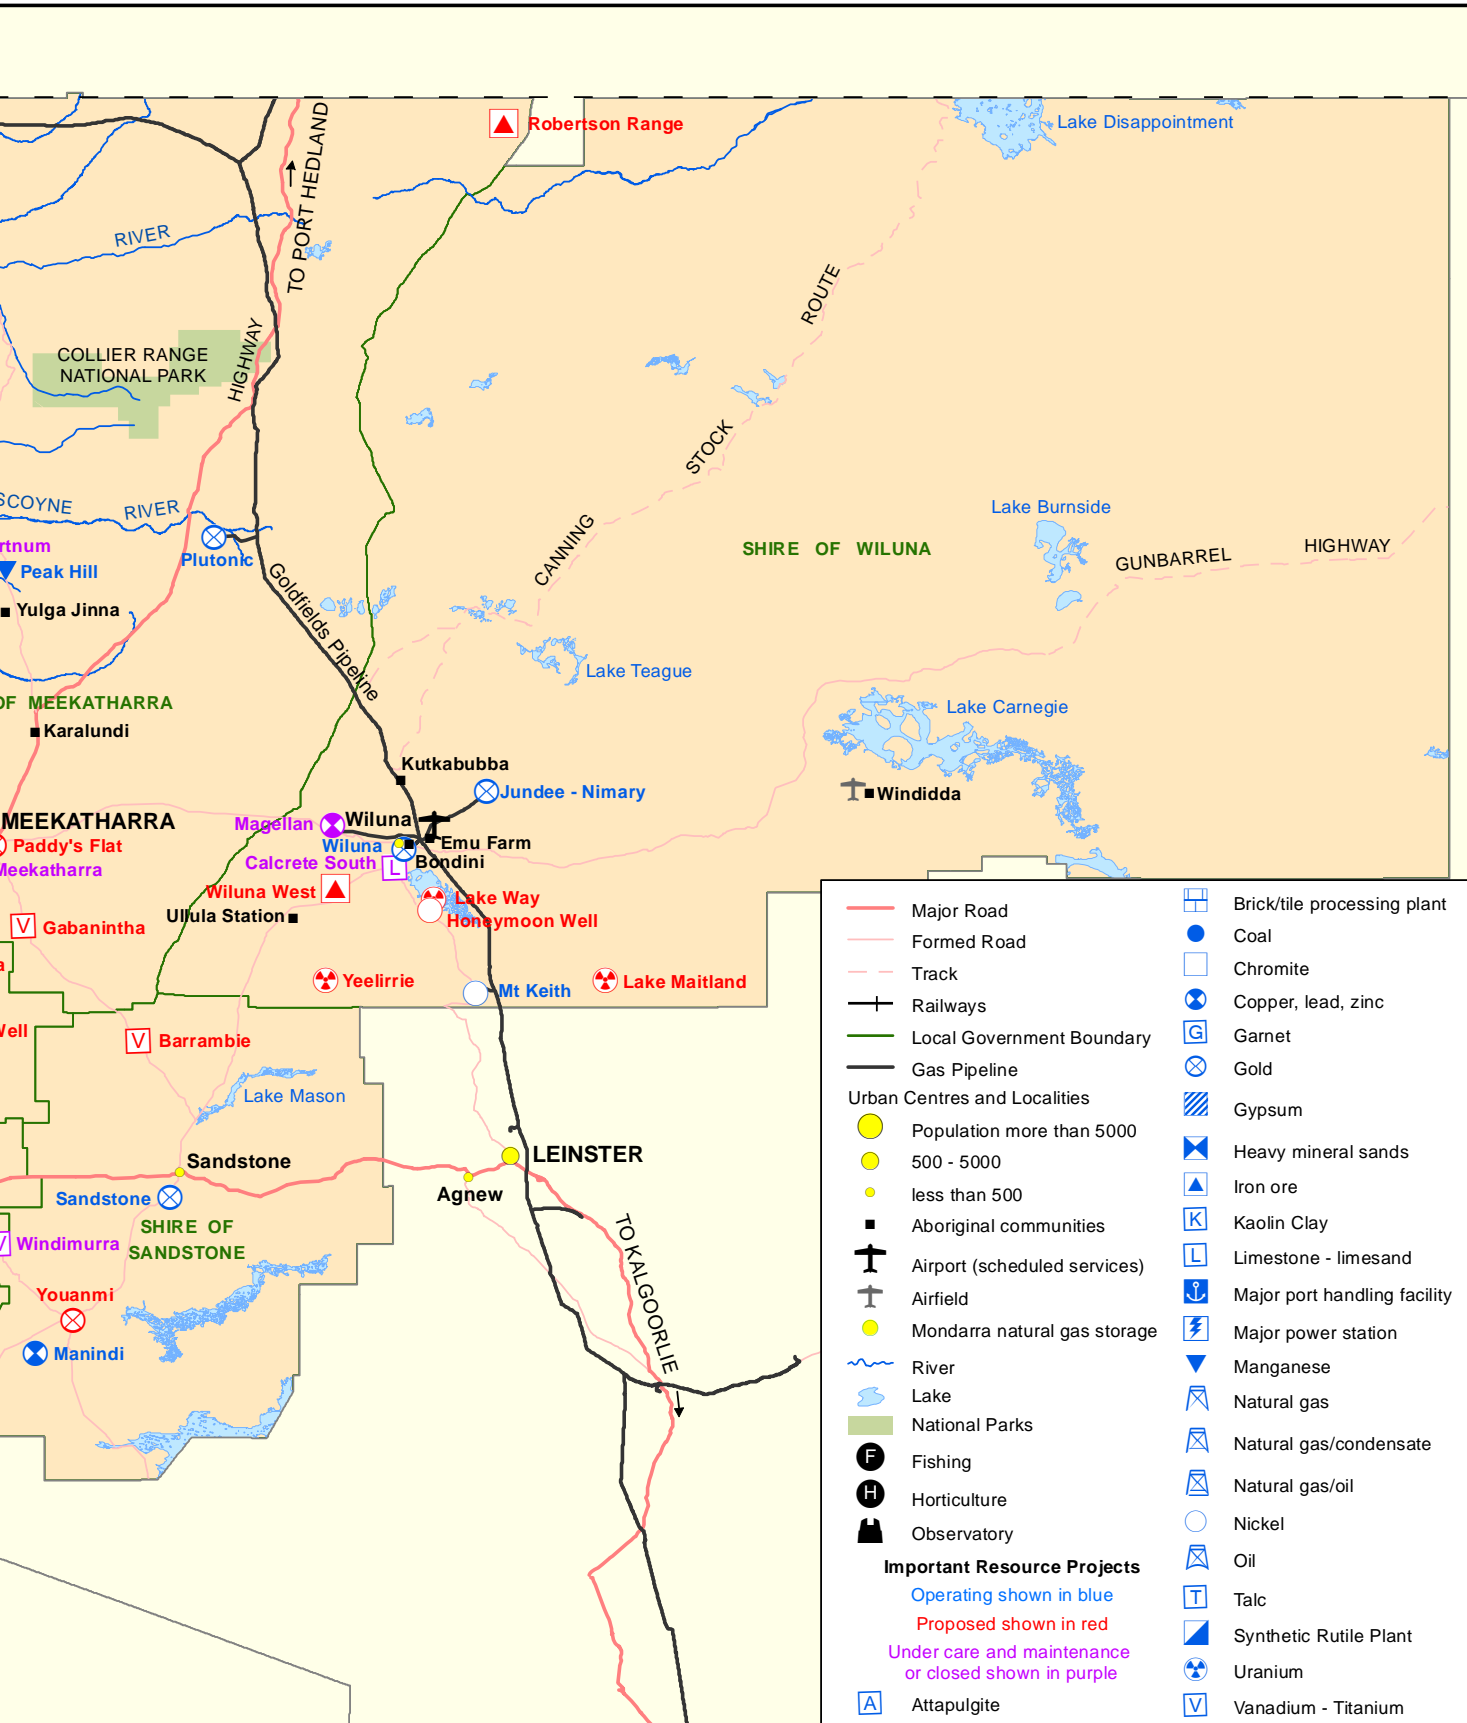 Robertson Range
Lake Disappointment
TO PORT HEDLAND
RIVER
ROUTE
COLLIER RANGE
NATIONAL PARK
HIGHWAY
STOCK
SCOYNE
RIVER
Lake Burnside
CANNING
SHIRE OF WILUNA
GUNBARREL
HIGHWAY
rtnum
Plutonic
Peak Hill
Goldfields Pipeline
Yulga Jinna
Lake Teague
OF MEEKATHARRA
Lake Carnegie
Karalundi
Kutkabubba
Jundee - Nimary
Windidda
MEEKATHARRA
Magellan
Wiluna
Paddy's Flat
Wiluna
Emu Farm
Meekatharra
Calcrete South
L
Bondini
Wiluna West
Lake Way
Ullula Station
Honeymoon Well
V
Gabanintha
a
Yeelirrie
Mt Keith
Lake Maitland
Well
V
Barrambie
Lake Mason
Sandstone
LEINSTER
Sandstone
Agnew
SHIRE OF
SANDSTONE
V
Windimurra
TO KALGOORLIE
Youanmi
Manindi
Major Road
Formed Road
Track
Railways
Local Government Boundary
Gas Pipeline
Urban Centres and Localities
Population more than 5000
500 - 5000
less than 500
Aboriginal communities
Airport (scheduled services)
Airfield
Mondarra natural gas storage
River
Lake
National Parks
F
Fishing
H
Horticulture
Observatory
Important Resource Projects
Operating shown in blue
Proposed shown in red
Under care and maintenance
or closed shown in purple
A
Attapulgite
Brick/tile processing plant
Coal
Chromite
Copper, lead, zinc
G
Garnet
Gold
Gypsum
Heavy mineral sands
Iron ore
K
Kaolin Clay
L
Limestone - limesand
Major port handling facility
Major power station
Manganese
Natural gas
Natural gas/condensate
Natural gas/oil
Nickel
Oil
T
Talc
Synthetic Rutile Plant
Uranium
V
Vanadium - Titanium